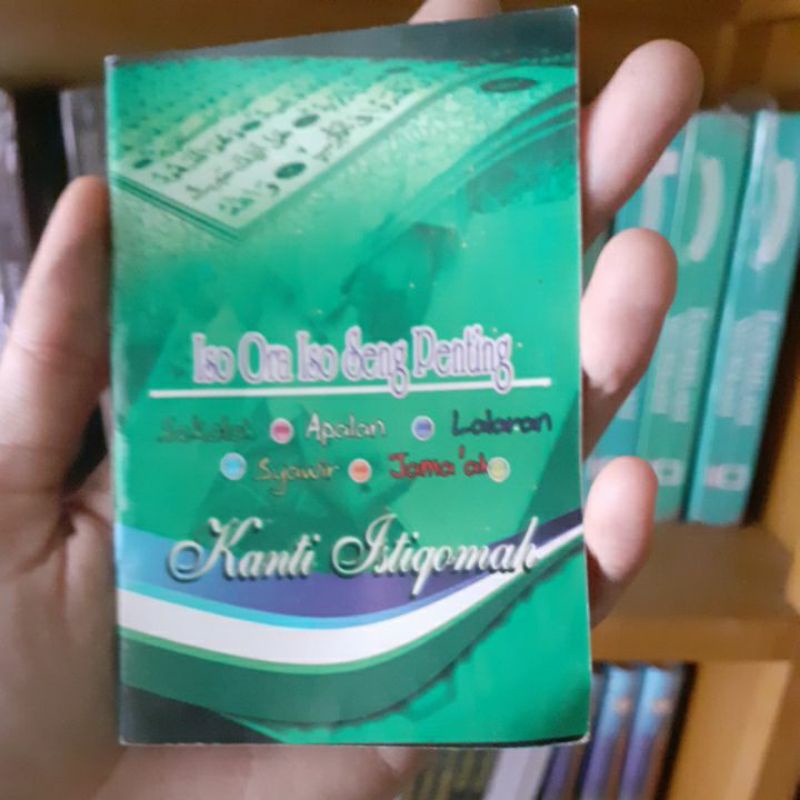 Iso Ora Iso Seng Penting
Sekolah Apalan Lalaran
Syawir Jama'ah
Kanti Istiqomah